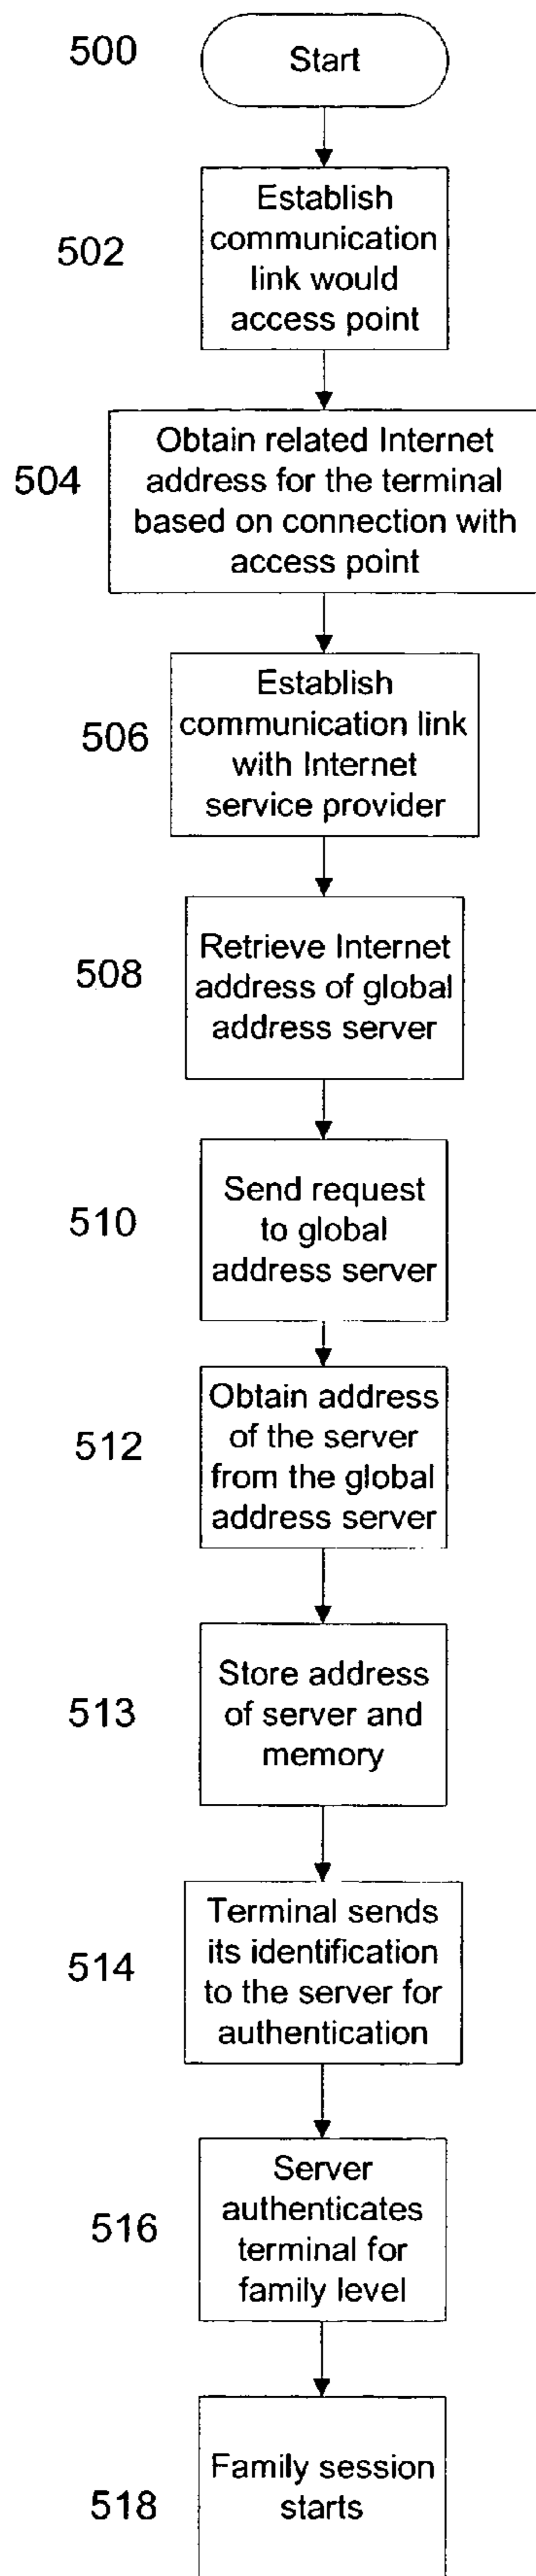 500
Start
502
Establish
communication
link would
access point
504
Obtain related Internet
address for the terminal
based on connection with
access point
506
Establish
communication link
with Internet
service provider
508
Retrieve Internet
address of global
address server
510
Send request
to global
address server
512
Obtain address
of the server
from the global
address server
513
Store address
of server and
memory
514
Terminal sends
its identification
to the server for
authentication
516
Server
authenticates
terminal for
family level
518
Family session
starts